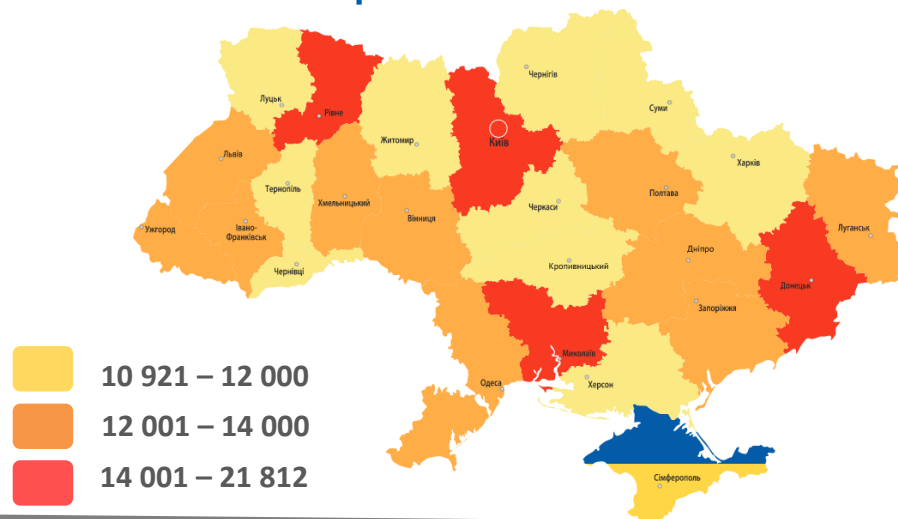 Чернігів
Луцьк
Рівне
Суми
Київ
Житомир
Львів
Харків
Тернопіль
Хмельницький
Полтава
Черкаси
Вінниця
Ужгород
Івано-
Франківськ
Луганськ
Дніпро
Чернівці
Кропивницький
Донецьк
Запоріжжя
Миколаїв
Одеса
Херсон
Сімферополь
10 921 – 12 000
12 001 – 14 000
14 001 – 21 812